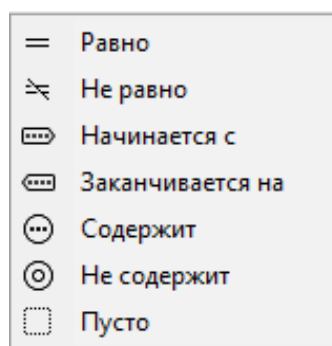 Равно
Не равно
Начинается с
Заканчивается на
Содержит
Не содержит
Пусто